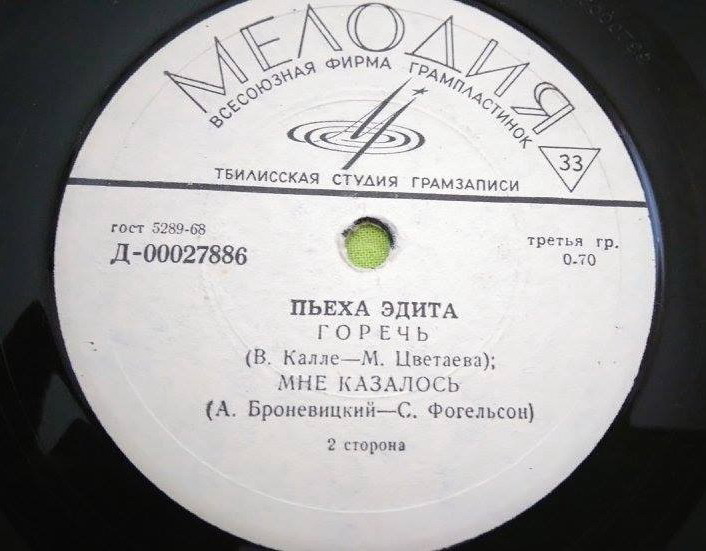 МЕЛОДИЯ
ВСЕСОЮЗНАЯ ФИРМА ГРАМПЛАСТИНОК
33
ТБИЛИССКАЯ СТУДИЯ ГРАМЗАПИСИ
гост 5289-68
Д-00027886
третья гр.
0-70
ПЬЕХА ЭДИТА
ГОРЕЧЬ
(В. Калле—М. Цветаева);
МНЕ КАЗАЛОСЬ
(А. Броневицкий—С. Фогельсон)
2 сторона